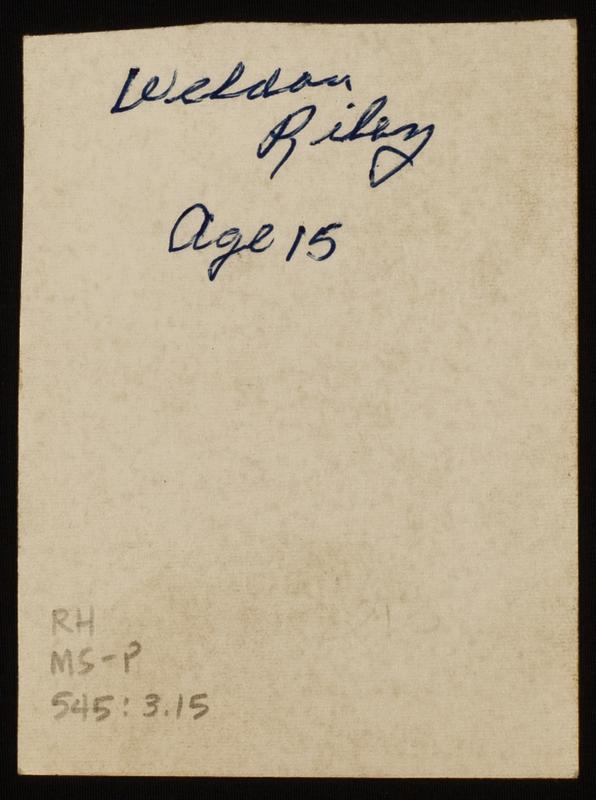 Weldon
Riley
Age 15
RH
MS-P
545:3.15